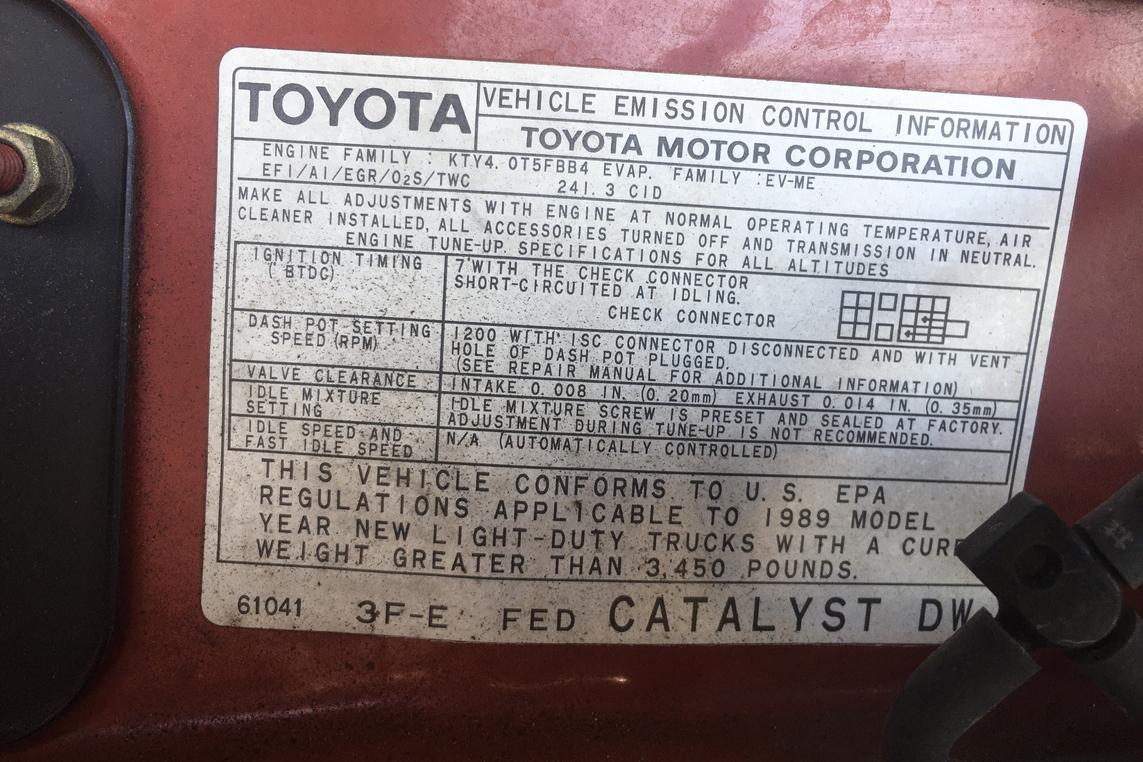 TOYOTA
VEHICLE EMISSION CONTROL INFORMATION
TOYOTA MOTOR CORPORATION
ENGINE FAMILY : KTY4.0T5FBB4 EVAP. FAMILY :EV-ME
EFI/AI/EGR/O₂S/TWC 241.3 CID
MAKE ALL ADJUSTMENTS WITH ENGINE AT NORMAL OPERATING TEMPERATURE, AIR
CLEANER INSTALLED, ALL ACCESSORIES TURNED OFF AND TRANSMISSION IN NEUTRAL.
ENGINE TUNE-UP SPECIFICATIONS FOR ALL ALTITUDES
IGNITION TIMING
(°BTDC)
7°WITH THE CHECK CONNECTOR
SHORT-CIRCUITED AT IDLING.
CHECK CONNECTOR
DASH POT SETTING
SPEED (RPM)
1200 WITH ISC CONNECTOR DISCONNECTED AND WITH VENT
HOLE OF DASH POT PLUGGED.
(SEE REPAIR MANUAL FOR ADDITIONAL INFORMATION)
VALVE CLEARANCE
INTAKE 0.008 IN. (0.20mm) EXHAUST 0.014 IN. (0.35mm)
IDLE MIXTURE
SETTING
IDLE MIXTURE SCREW IS PRESET AND SEALED AT FACTORY.
ADJUSTMENT DURING TUNE-UP IS NOT RECOMMENDED.
IDLE SPEED AND
FAST IDLE SPEED
N/A (AUTOMATICALLY CONTROLLED)
THIS VEHICLE CONFORMS TO U.S. EPA
REGULATIONS APPLICABLE TO 1989 MODEL
YEAR NEW LIGHT-DUTY TRUCKS WITH A
WEIGHT GREATER THAN 3,450 POUNDS.
61041 3F-E FED CATALYST DW